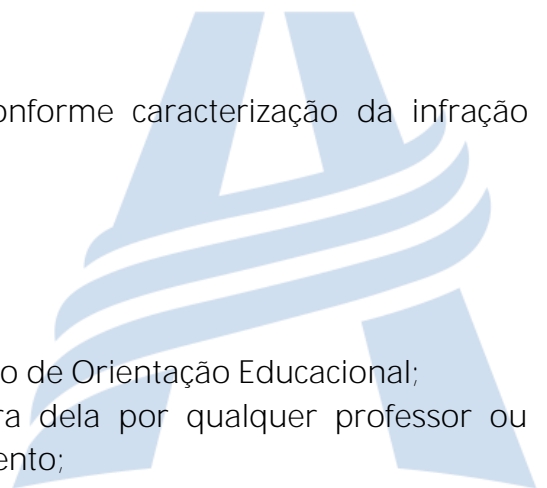 onforme caracterização da infração
o de Orientação Educacional;
ra dela por qualquer professor ou
ento;